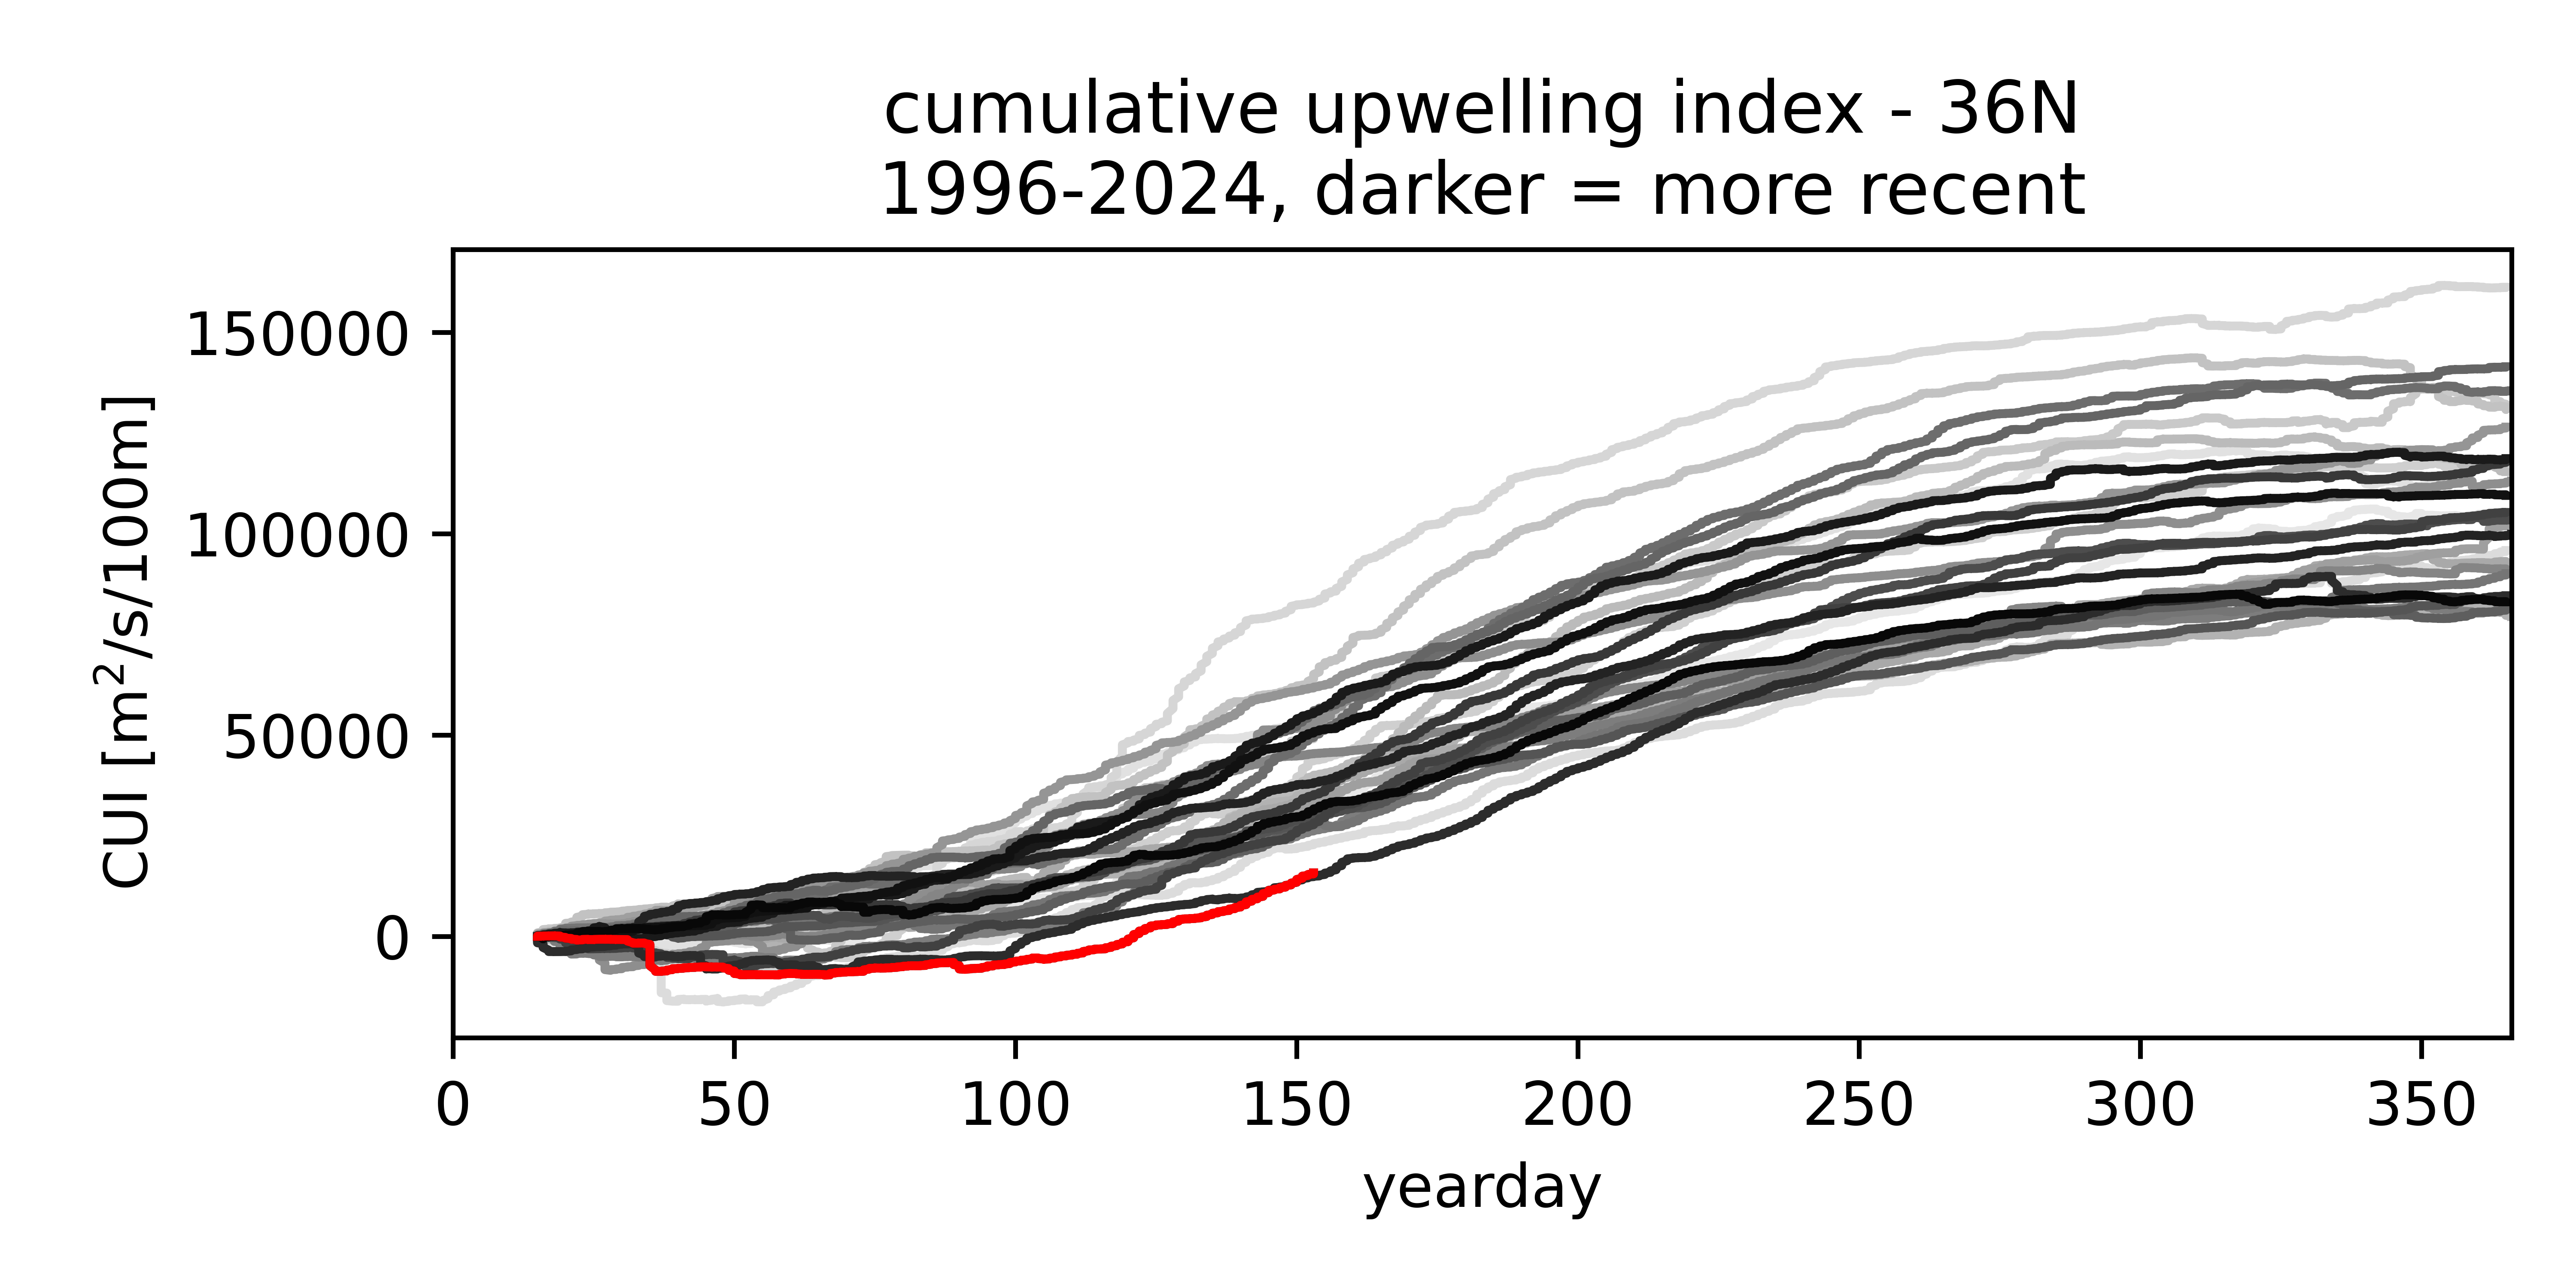 cumulative upwelling index - 36N
1996-2024, darker = more recent
CUI [m²/s/100m]
150000
100000
50000
0
0 50 100 150 200 250 300 350
yearday